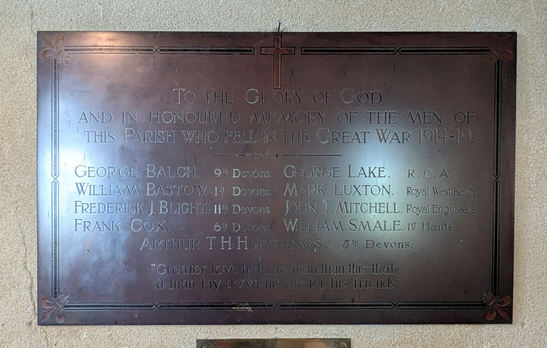 To the Glory of God
and in honoured memory of the men of
this Parish who fell in the Great War 1914-19.
George Balch. 9th Devons. George Lake. R.G.A.
William Bastow. 1st Devons. Mark Luxton. Royal West Kents.
Frederick J. Blight. 11th Devons. John T. Mitchell. Royal Engineers.
Frank Cox. 6th Devons. William Smale. 1st Hants.
Arthur T. H. H 5th Devons.
"Greater love hath no man than this that
a man lay down his life for his friends."